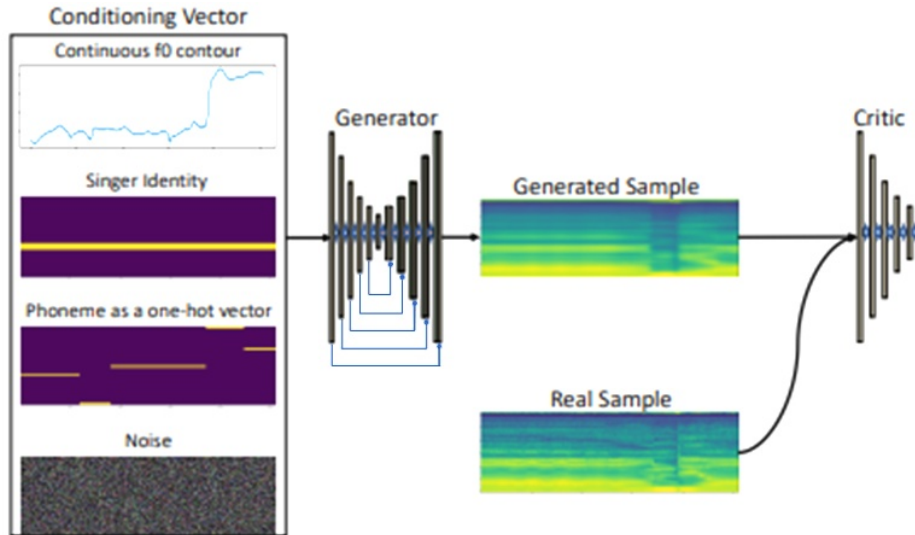 Conditioning Vector
Continuous f0 contour
Generator
Critic
Singer Identity
Generated Sample
Phoneme as a one-hot vector
Real Sample
Noise